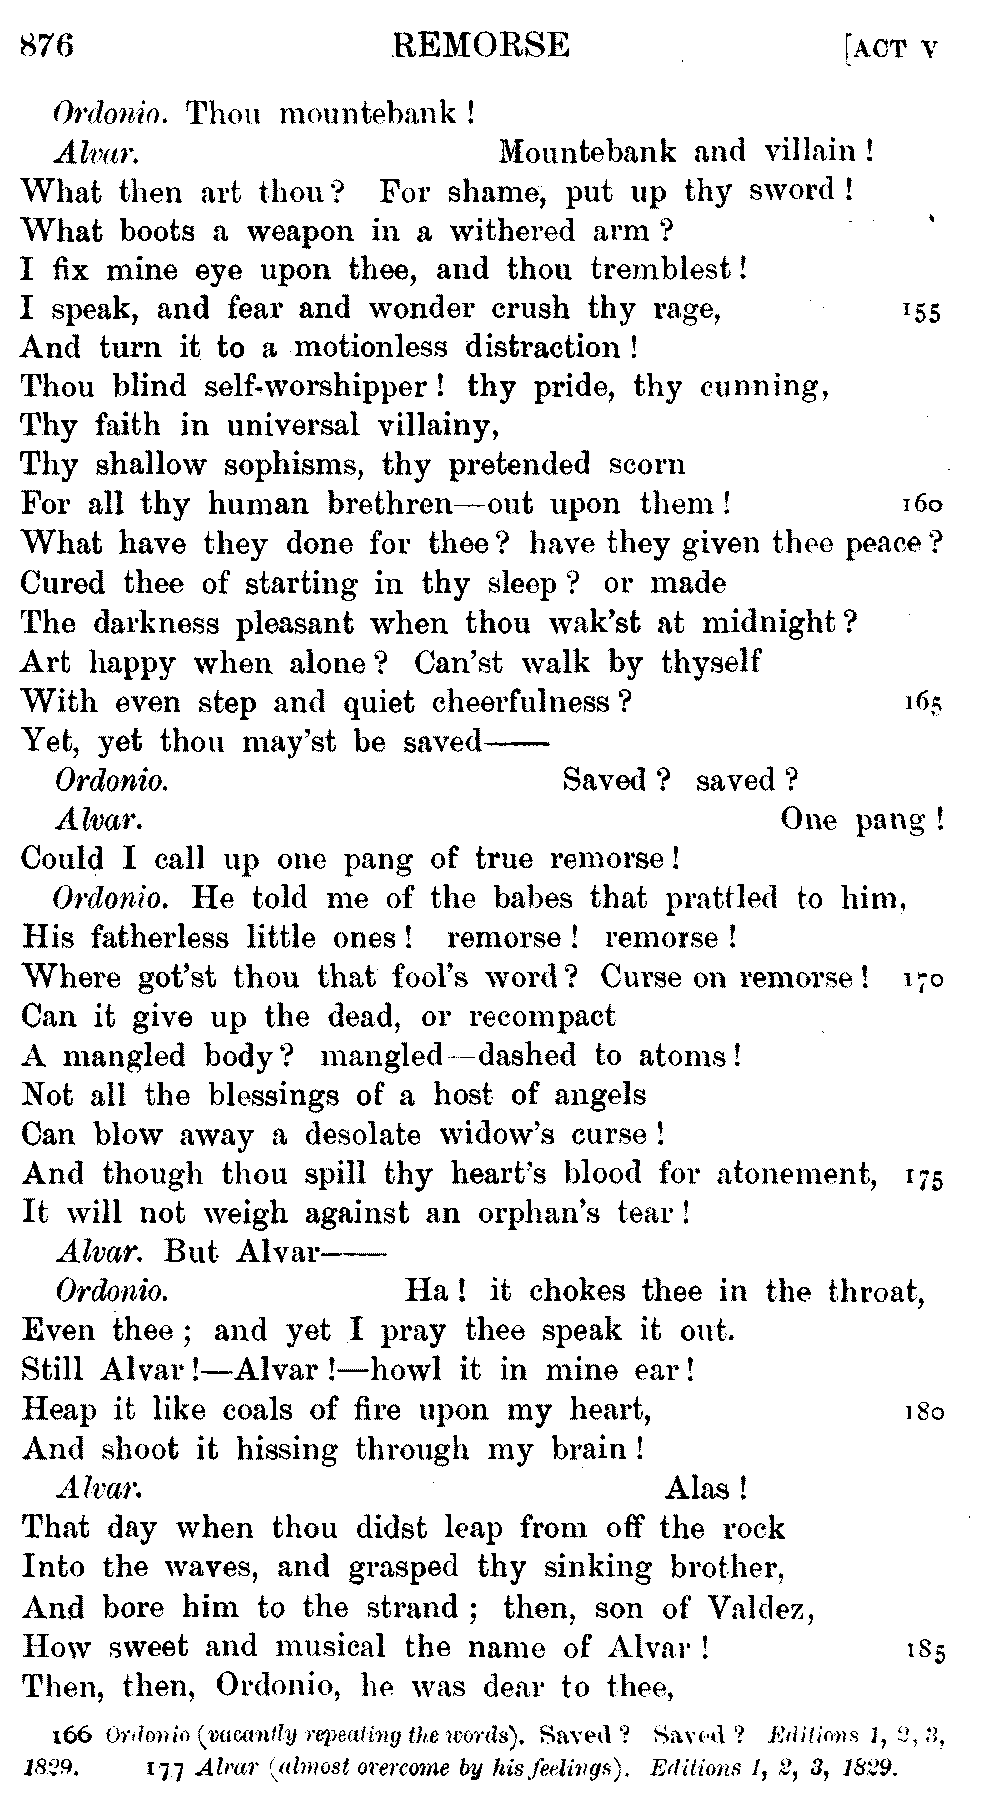 876 REMORSE [ACT V
Ordonio. Thou mountebank !
Alvar. Mountebank and villain !
What then art thou? For shame, put up thy sword !
What boots a weapon in a withered arm ?
I fix mine eye upon thee, and thou tremblest!
I speak, and fear and wonder crush thy rage, 155
And turn it to a motionless distraction !
Thou blind self-worshipper ! thy pride, thy cunning,
Thy faith in universal villainy,
Thy shallow sophisms, thy pretended scorn
For all thy human brethren—out upon them ! 160
What have they done for thee? have they given thee peace ?
Cured thee of starting in thy sleep ? or made
The darkness pleasant when thou wak'st at midnight ?
Art happy when alone ? Can'st walk by thyself
With even step and quiet cheerfulness ? 165
Yet, yet thou may'st be saved——
Ordonio. Saved ? saved ?
Alvar. One pang !
Could I call up one pang of true remorse !
Ordonio. He told me of the babes that prattled to him,
His fatherless little ones ! remorse ! remorse !
Where got'st thou that fool's word? Curse on remorse ! 170
Can it give up the dead, or recompact
A mangled body? mangled—dashed to atoms!
Not all the blessings of a host of angels
Can blow away a desolate widow's curse !
And though thou spill thy heart's blood for atonement, 175
It will not weigh against an orphan's tear !
Alvar. But Alvar——
Ordonio. Ha ! it chokes thee in the throat,
Even thee ; and yet I pray thee speak it out.
Still Alvar !—Alvar !—howl it in mine ear !
Heap it like coals of fire upon my heart, 180
And shoot it hissing through my brain !
Alvar. Alas !
That day when thou didst leap from off the rock
Into the waves, and grasped thy sinking brother,
And bore him to the strand ; then, son of Valdez,
How sweet and musical the name of Alvar ! 185
Then, then, Ordonio, he was dear to thee,
166 Ordonio (vacantly repeating the words). Saved ? Saved ? Editions 1, 2, 3,
1829. 177 Alvar (almost overcome by his feelings). Editions 1, 2, 3, 1829.